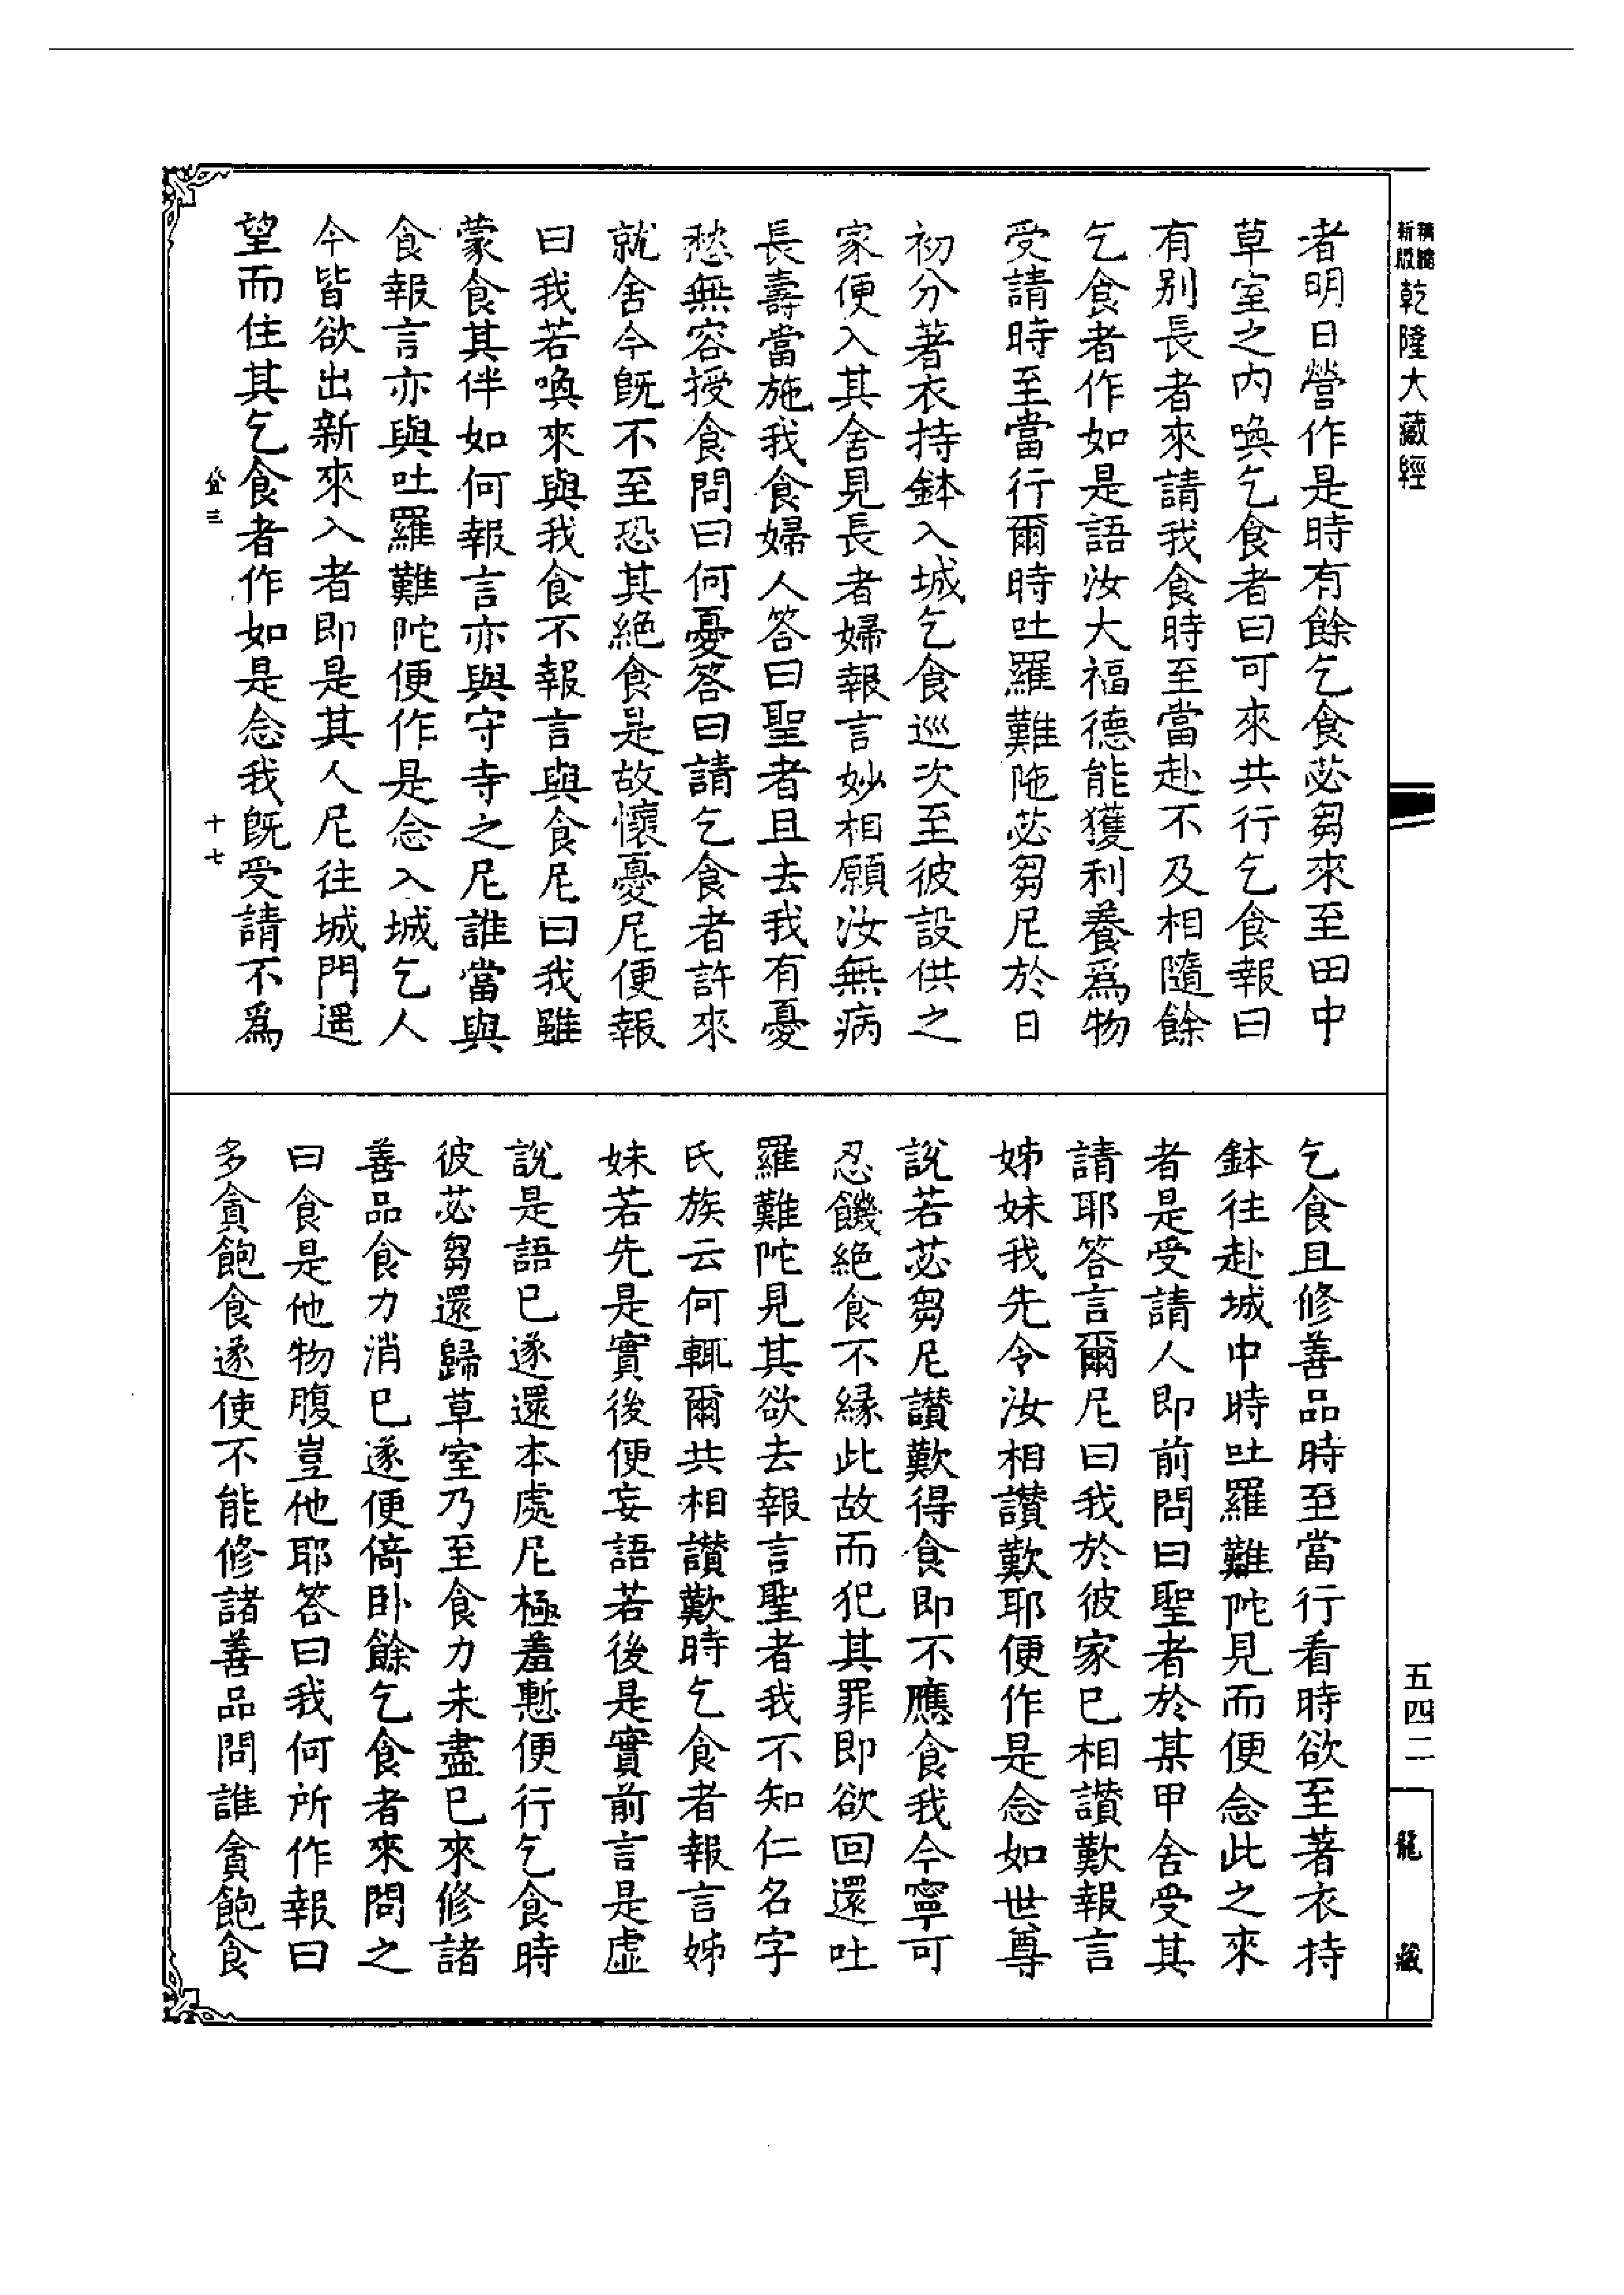 乾隆大藏經
者明日營作是時有餘乞食苾芻來至田中
草室之内喚乞食者曰可來共行乞食報曰
有別長者來請我食時至當赴不及相隨餘
乞食者作如是語汝大福德能獲利養爲物
受請時至當行爾時吐羅難陁苾芻尼於日
初分著衣持鉢入城乞食巡次至彼設供之
家便入其舍見長者婦報言妙相願汝無病
長壽當施我食婦人答曰聖者且去我有憂
愁無容授食問曰何憂答曰請乞食者許來
就舍今旣不至恐其絕食是故懷憂尼便報
曰我若喚來與我食不報言與食尼曰我雖
蒙食其伴如何報言亦與守寺之尼誰當與
食報言亦與吐羅難陀便作是念入城乞人
今皆欲出新來入者即是其人尼往城門遥
望而住其乞食者作如是念我旣受請不爲
登三
十七
乞食且修善品時至當行看時欲至著衣持
鉢往赴城中時吐羅難陀見而便念此之來
者是受請人即前問曰聖者於某甲舍受其
請耶答言爾尼曰我於彼家已相讃歎報言
姊妹我先令汝相讃歎耶便作是念如世尊
說若苾芻尼讃歎得食即不應食我今寧可
忍饑絶食不緣此故而犯其罪即欲回還吐
羅難陀見其欲去報言聖者我不知仁名字
氏族云何輒爾共相讃歎時乞食者報言姊
妹若先是實後便妄語若後是實前言是虛
說是語已遂還本處尼極羞慙便行乞食時
彼苾芻還歸草室乃至食力未盡已來修諸
善品食力消已遂便倚卧餘乞食者來問之
曰食是他物腹豈他耶答曰我何所作報曰
多貪飽食遂使不能修諸善品問誰貪飽食
五四二
龍藏